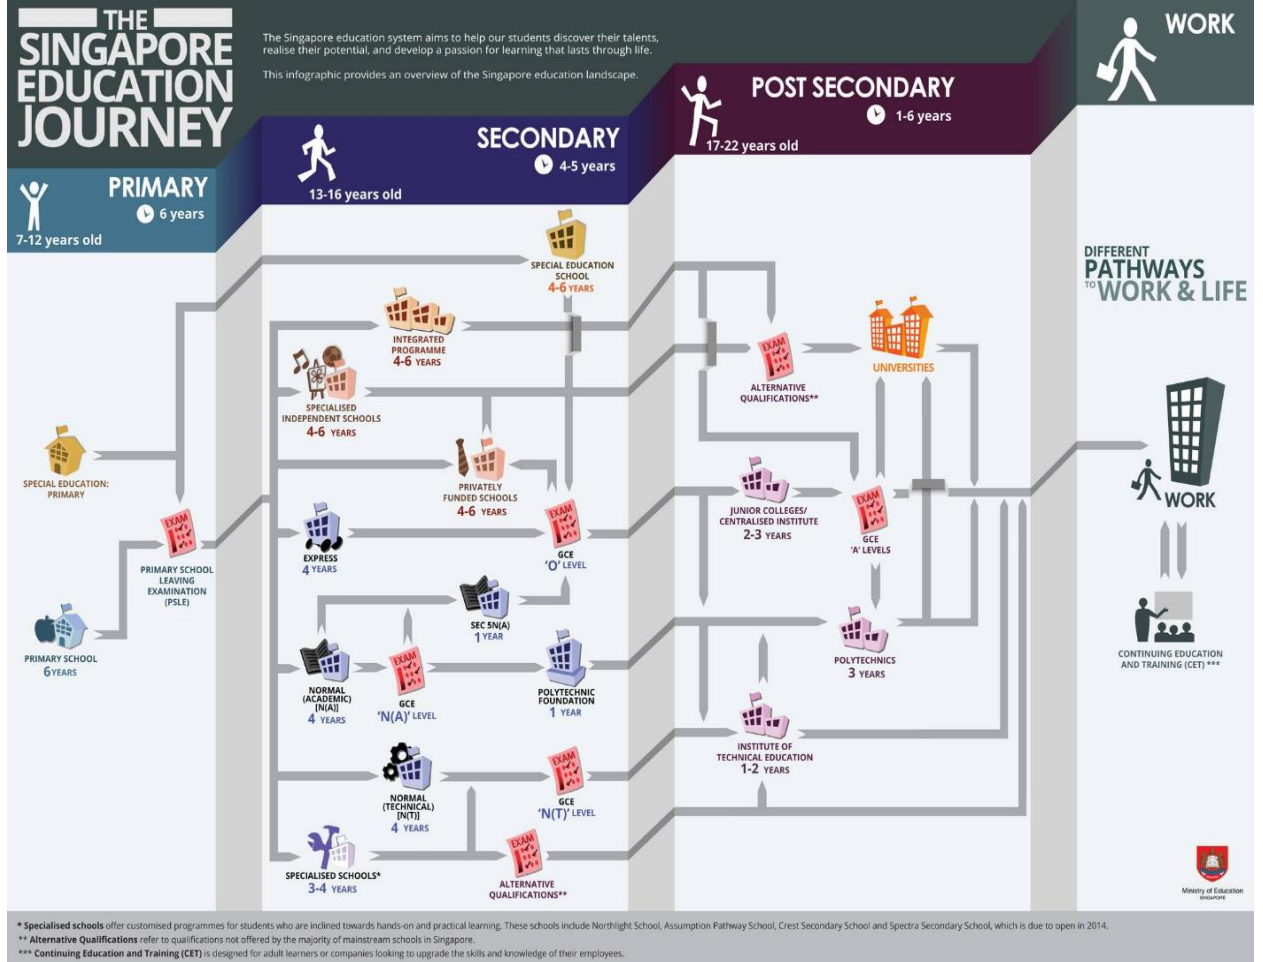 THE
SINGAPORE
EDUCATION
JOURNEY
The Singapore education system aims to help our students discover their talents,
realise their potential, and develop a passion for learning that lasts through life.
This infographic provides an overview of the Singapore education landscape.
PRIMARY
6 years
7-12 years old
SECONDARY
4-5 years
13-16 years old
POST SECONDARY
1-6 years
17-22 years old
WORK
DIFFERENT
PATHWAYS
TO WORK & LIFE
SPECIAL EDUCATION:
PRIMARY
PRIMARY SCHOOL
6 YEARS
EXAM
PRIMARY SCHOOL
LEAVING
EXAMINATION
(PSLE)
SPECIAL EDUCATION
SCHOOL
4-6 YEARS
INTEGRATED
PROGRAMME
4-6 YEARS
SPECIALISED
INDEPENDENT SCHOOLS
4-6 YEARS
PRIVATELY
FUNDED SCHOOLS
4-6 YEARS
EXPRESS
4 YEARS
EXAM
GCE
'O' LEVEL
SEC 5N(A)
1 YEAR
NORMAL
(ACADEMIC)
[N(A)]
4 YEARS
EXAM
GCE
'N(A)' LEVEL
POLYTECHNIC
FOUNDATION
1 YEAR
NORMAL
(TECHNICAL)
[N(T)]
4 YEARS
EXAM
GCE
'N(T)' LEVEL
SPECIALISED SCHOOLS*
3-4 YEARS
EXAM
ALTERNATIVE
QUALIFICATIONS**
EXAM
ALTERNATIVE
QUALIFICATIONS**
UNIVERSITIES
JUNIOR COLLEGES/
CENTRALISED INSTITUTE
2-3 YEARS
EXAM
GCE
'A' LEVELS
POLYTECHNICS
3 YEARS
INSTITUTE OF
TECHNICAL EDUCATION
1-2 YEARS
WORK
CONTINUING EDUCATION
AND TRAINING (CET) ***
Ministry of Education
SINGAPORE
* Specialised schools offer customised programmes for students who are inclined towards hands-on and practical learning. These schools include Northlight School, Assumption Pathway School, Crest Secondary School and Spectra Secondary School, which is due to open in 2014.
** Alternative Qualifications refer to qualifications not offered by the majority of mainstream schools in Singapore.
*** Continuing Education and Training (CET) is designed for adult learners or companies looking to upgrade the skills and knowledge of their employees.